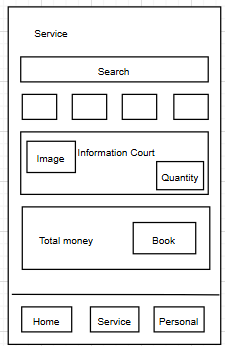 Service
Search
Image
Information Court
Quantity
Total money
Book
Home
Service
Personal